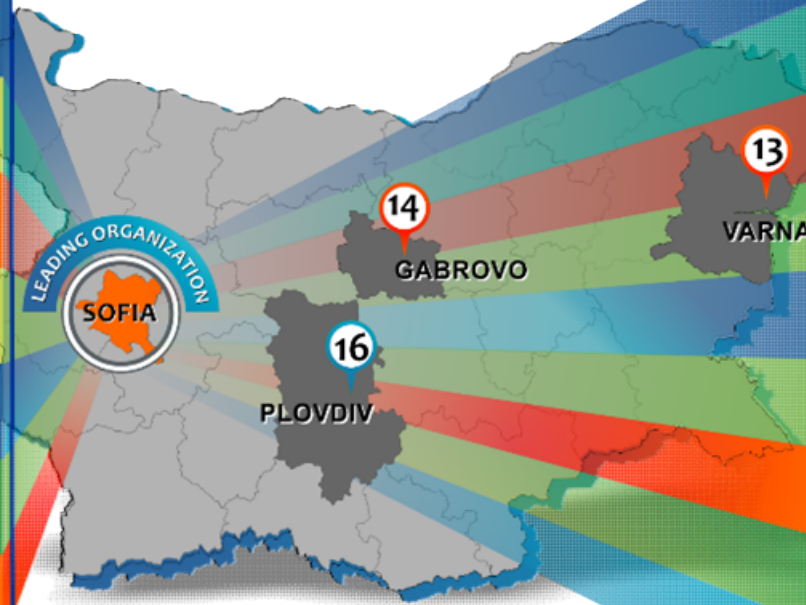 13
14
VARNA
LEADING ORGANIZATION
GABROVO
SOFIA
16
PLOVDIV